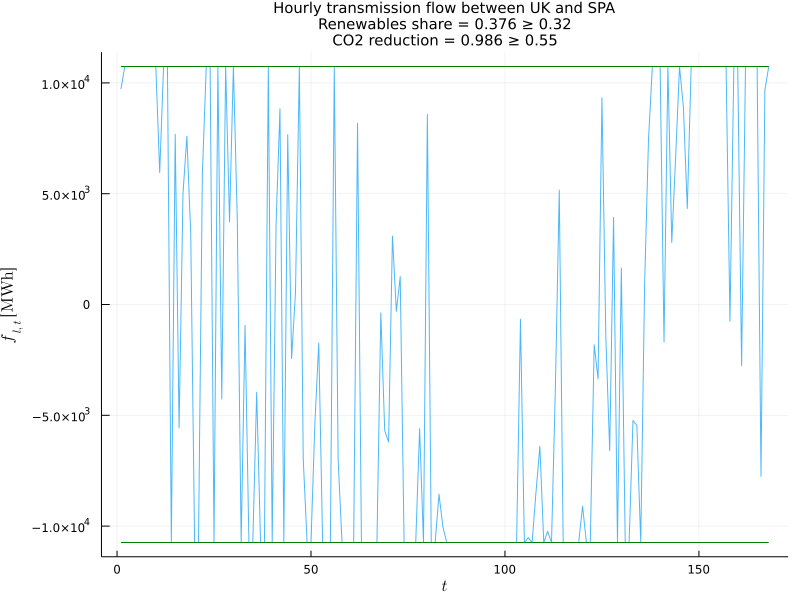 Hourly transmission flow between UK and SPA
Renewables share = 0.376 ≥ 0.32
CO2 reduction = 0.986 ≥ 0.55
1.0×10⁴
5.0×10³
0
−5.0×10³
−1.0×10⁴
f_{l,t} [MWh]
0 50 100 150
t